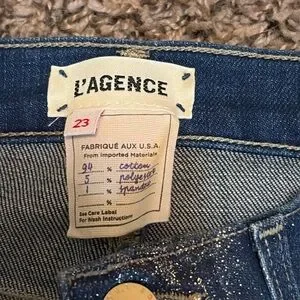 L'AGENCE
23
FABRIQUÉ AUX U.S.A.
From Imported Materials
94 % cotton
5 % polyester
1 % spandex
%
See Care Label
For Wash Instructions